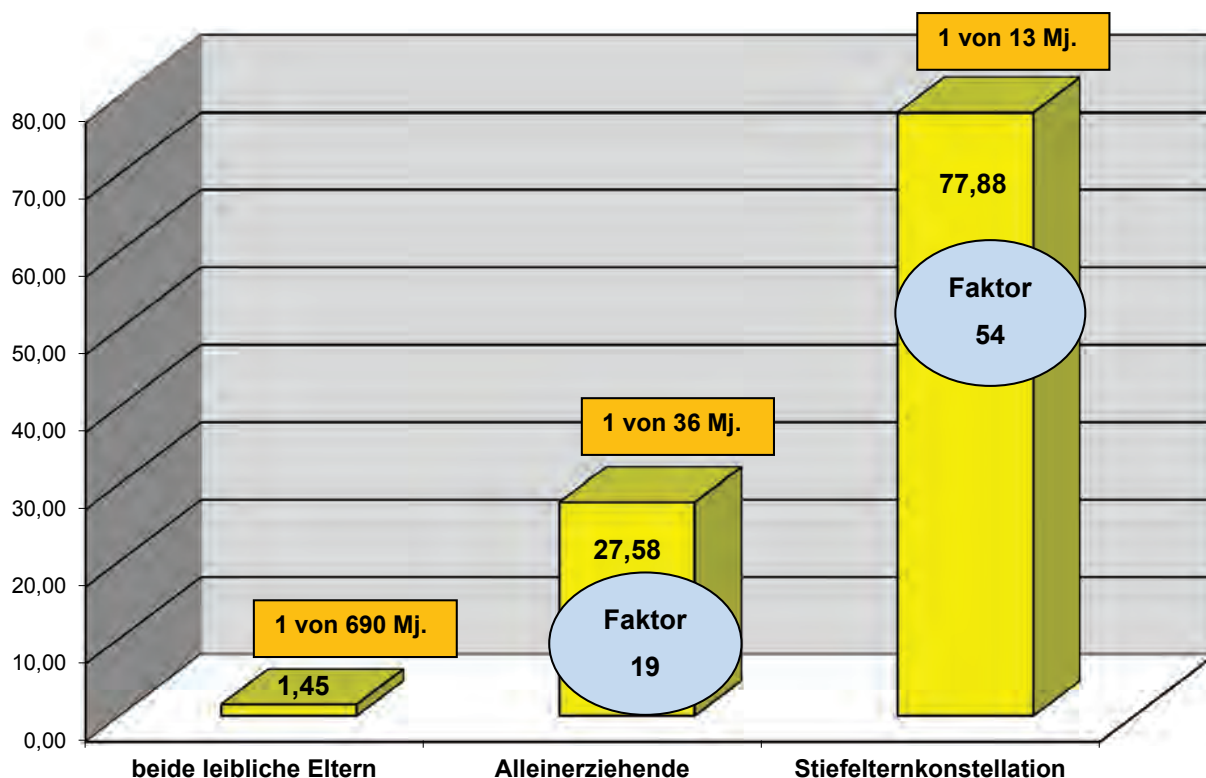 1 von 13 Mj.
80,00
70,00
77,88
60,00
Faktor
54
50,00
40,00
1 von 36 Mj.
30,00
27,58
20,00
Faktor
19
1 von 690 Mj.
10,00
1,45
0,00
beide leibliche Eltern
Alleinerziehende
Stiefelternkonstellation